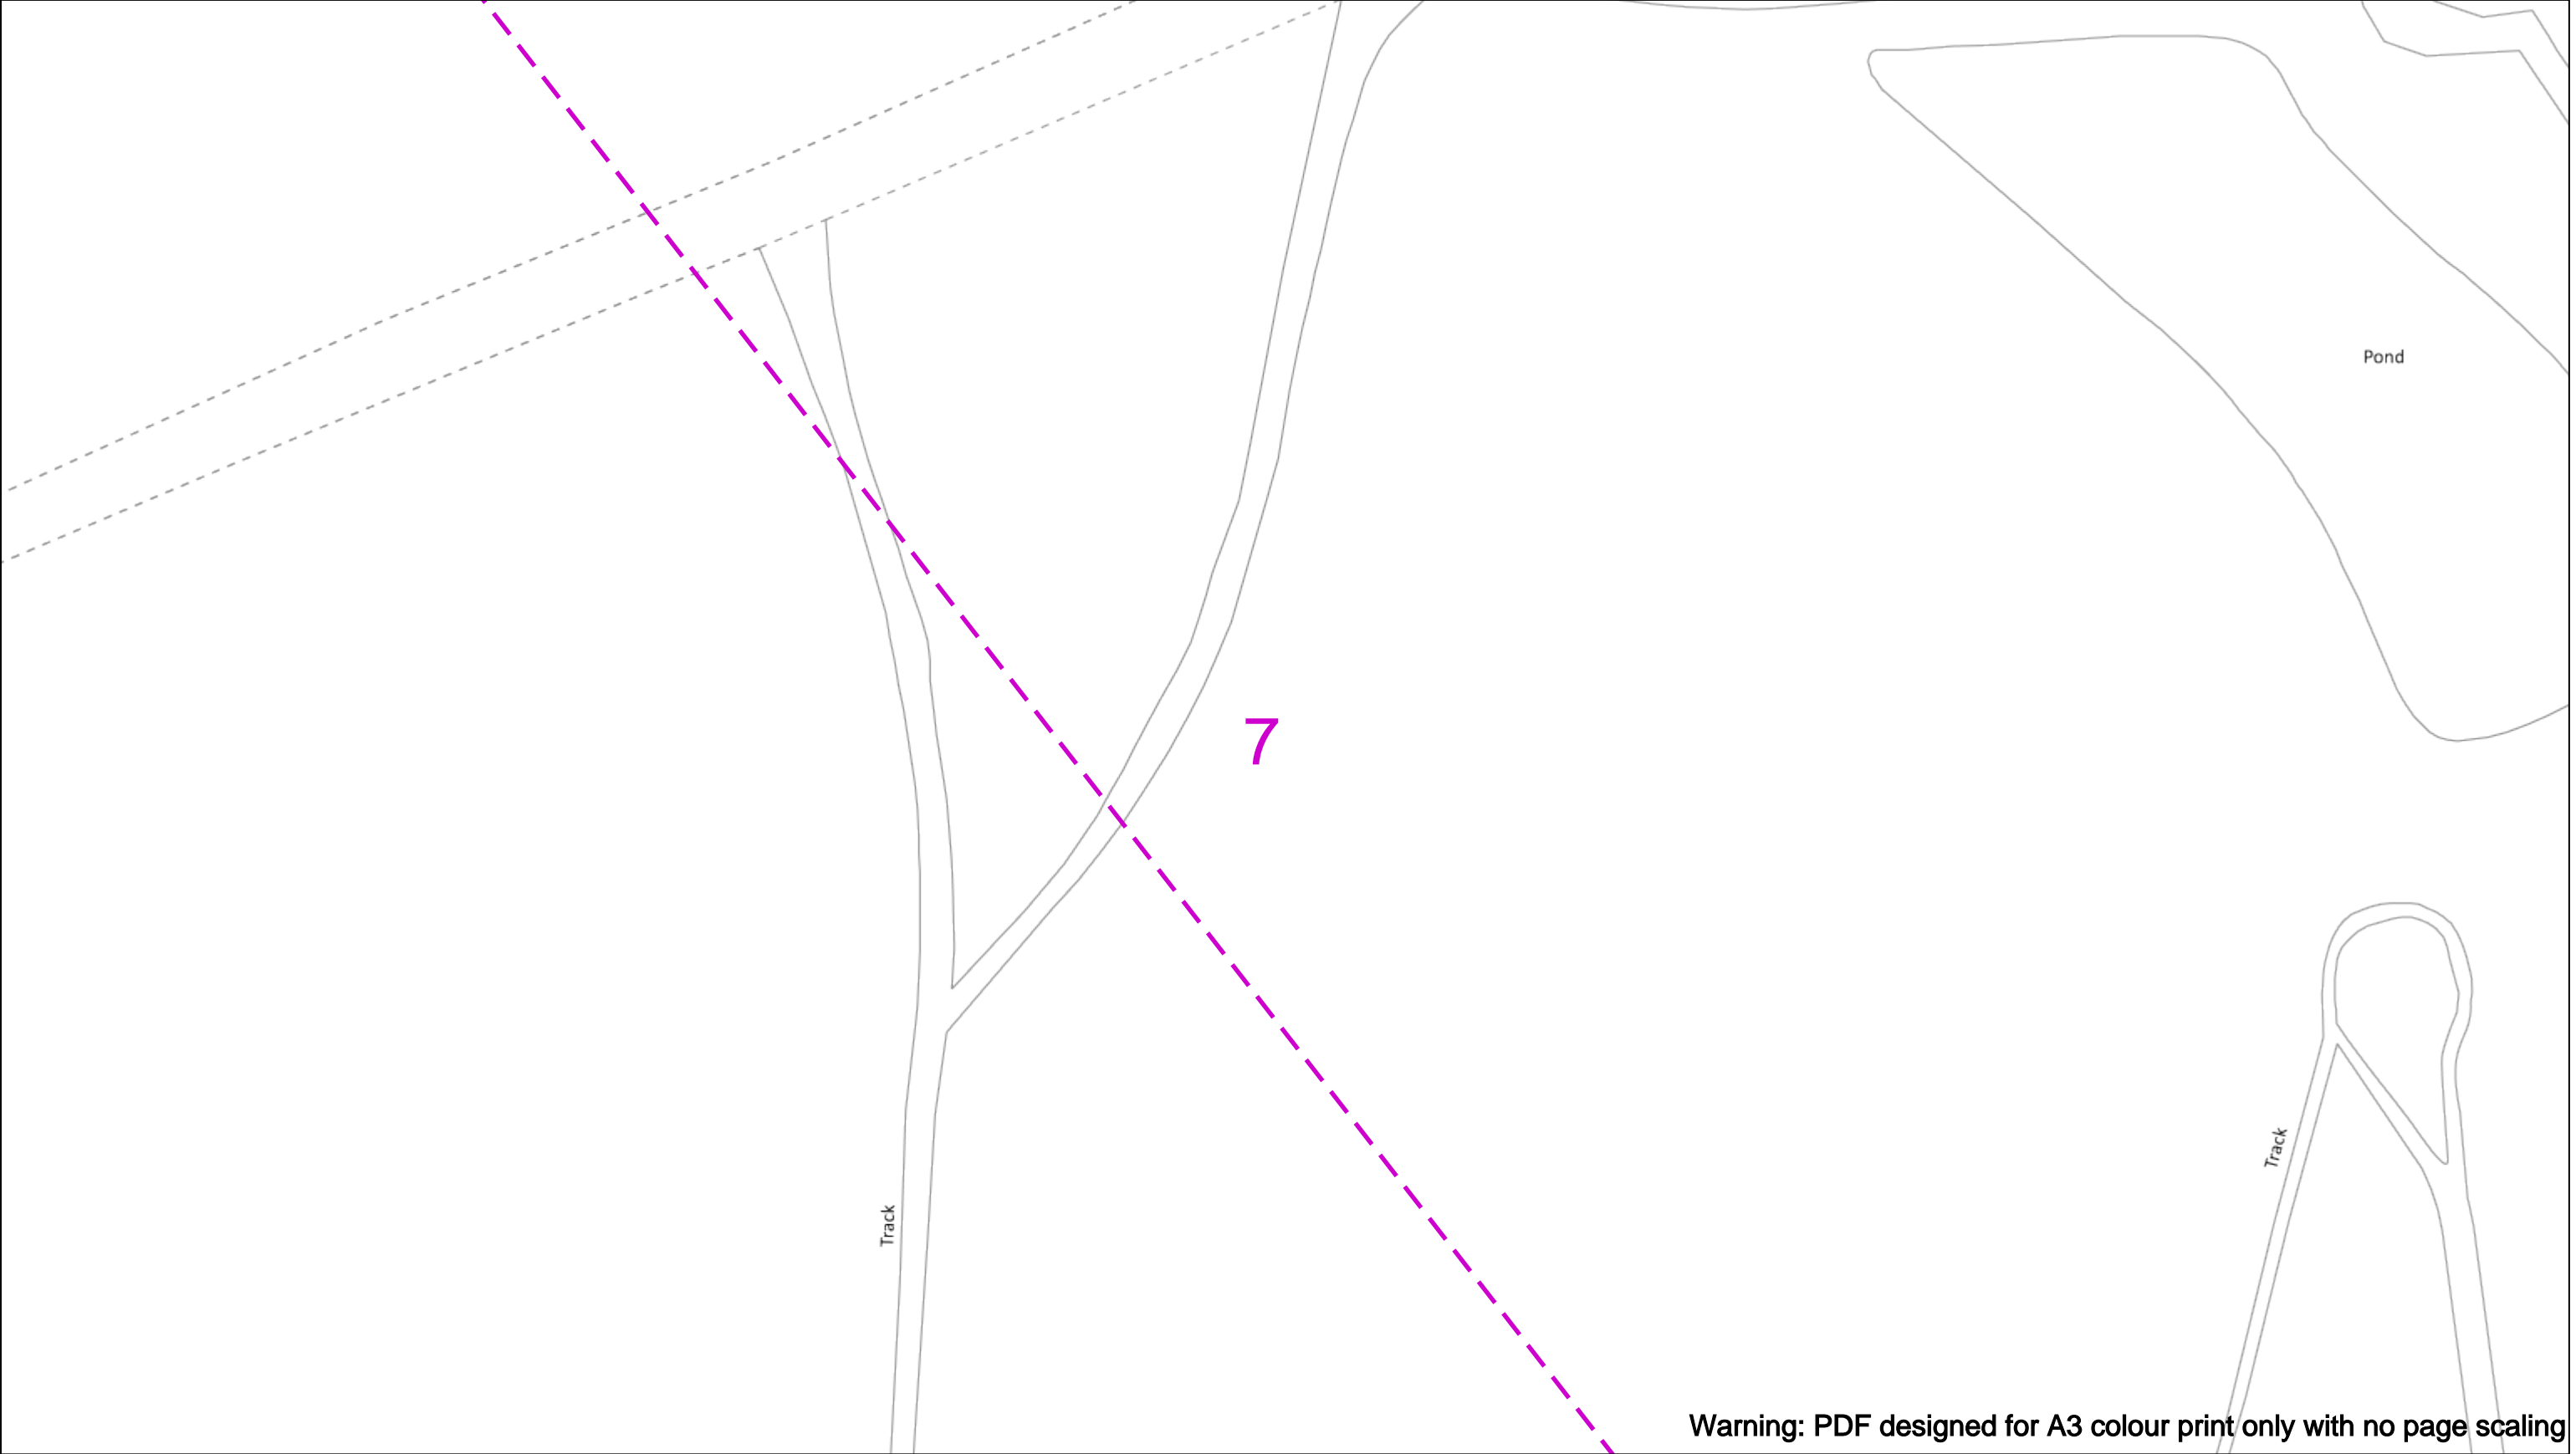 Pond
7
Track
Track
Warning: PDF designed for A3 colour print only with no page scaling